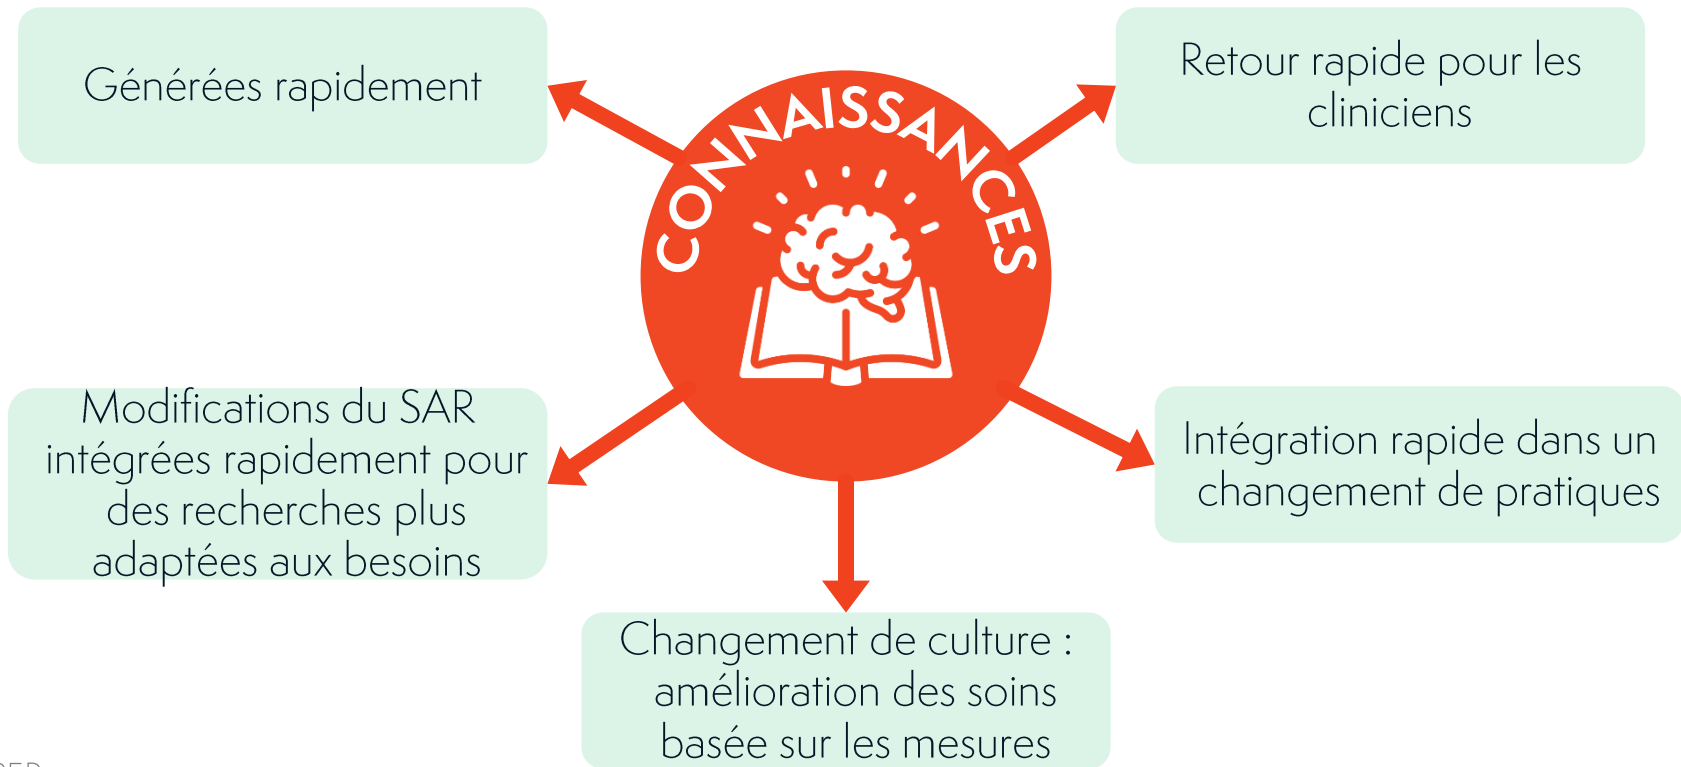 Générées rapidement
Retour rapide pour les
cliniciens
CONNAISSANCES
Modifications du SAR
intégrées rapidement pour
des recherches plus
adaptées aux besoins
Intégration rapide dans un
changement de pratiques
Changement de culture :
amélioration des soins
basée sur les mesures